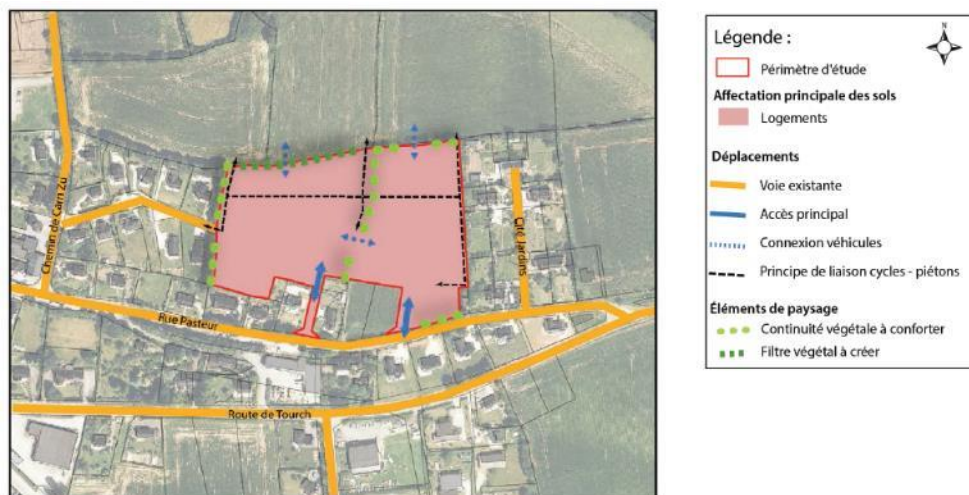 Chemin de Carn Zu
Rue Pasteur
Cité Jardins
Route de Tourch
Légende :
N
Périmètre d'étude
Affectation principale des sols
Logements
Déplacements
Voie existante
Accès principal
Connexion véhicules
Principe de liaison cycles - piétons
Éléments de paysage
Continuité végétale à conforter
Filtre végétal à créer